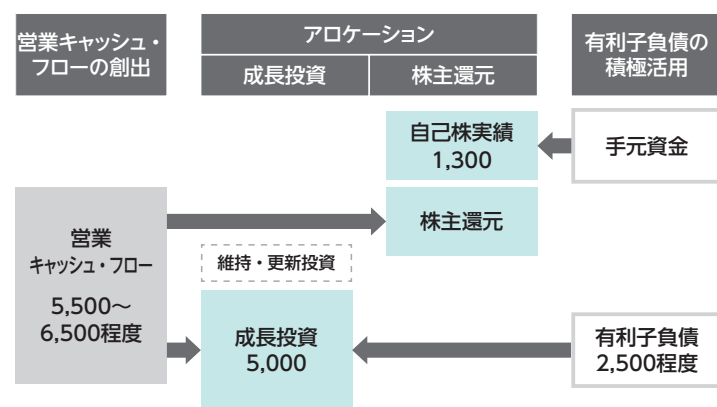 営業キャッシュ・
フローの創出
アロケーション
成長投資
株主還元
有利子負債の
積極活用
自己株実績
1,300
手元資金
営業
キャッシュ・フロー
5,500～
6,500程度
株主還元
維持・更新投資
成長投資
5,000
有利子負債
2,500程度